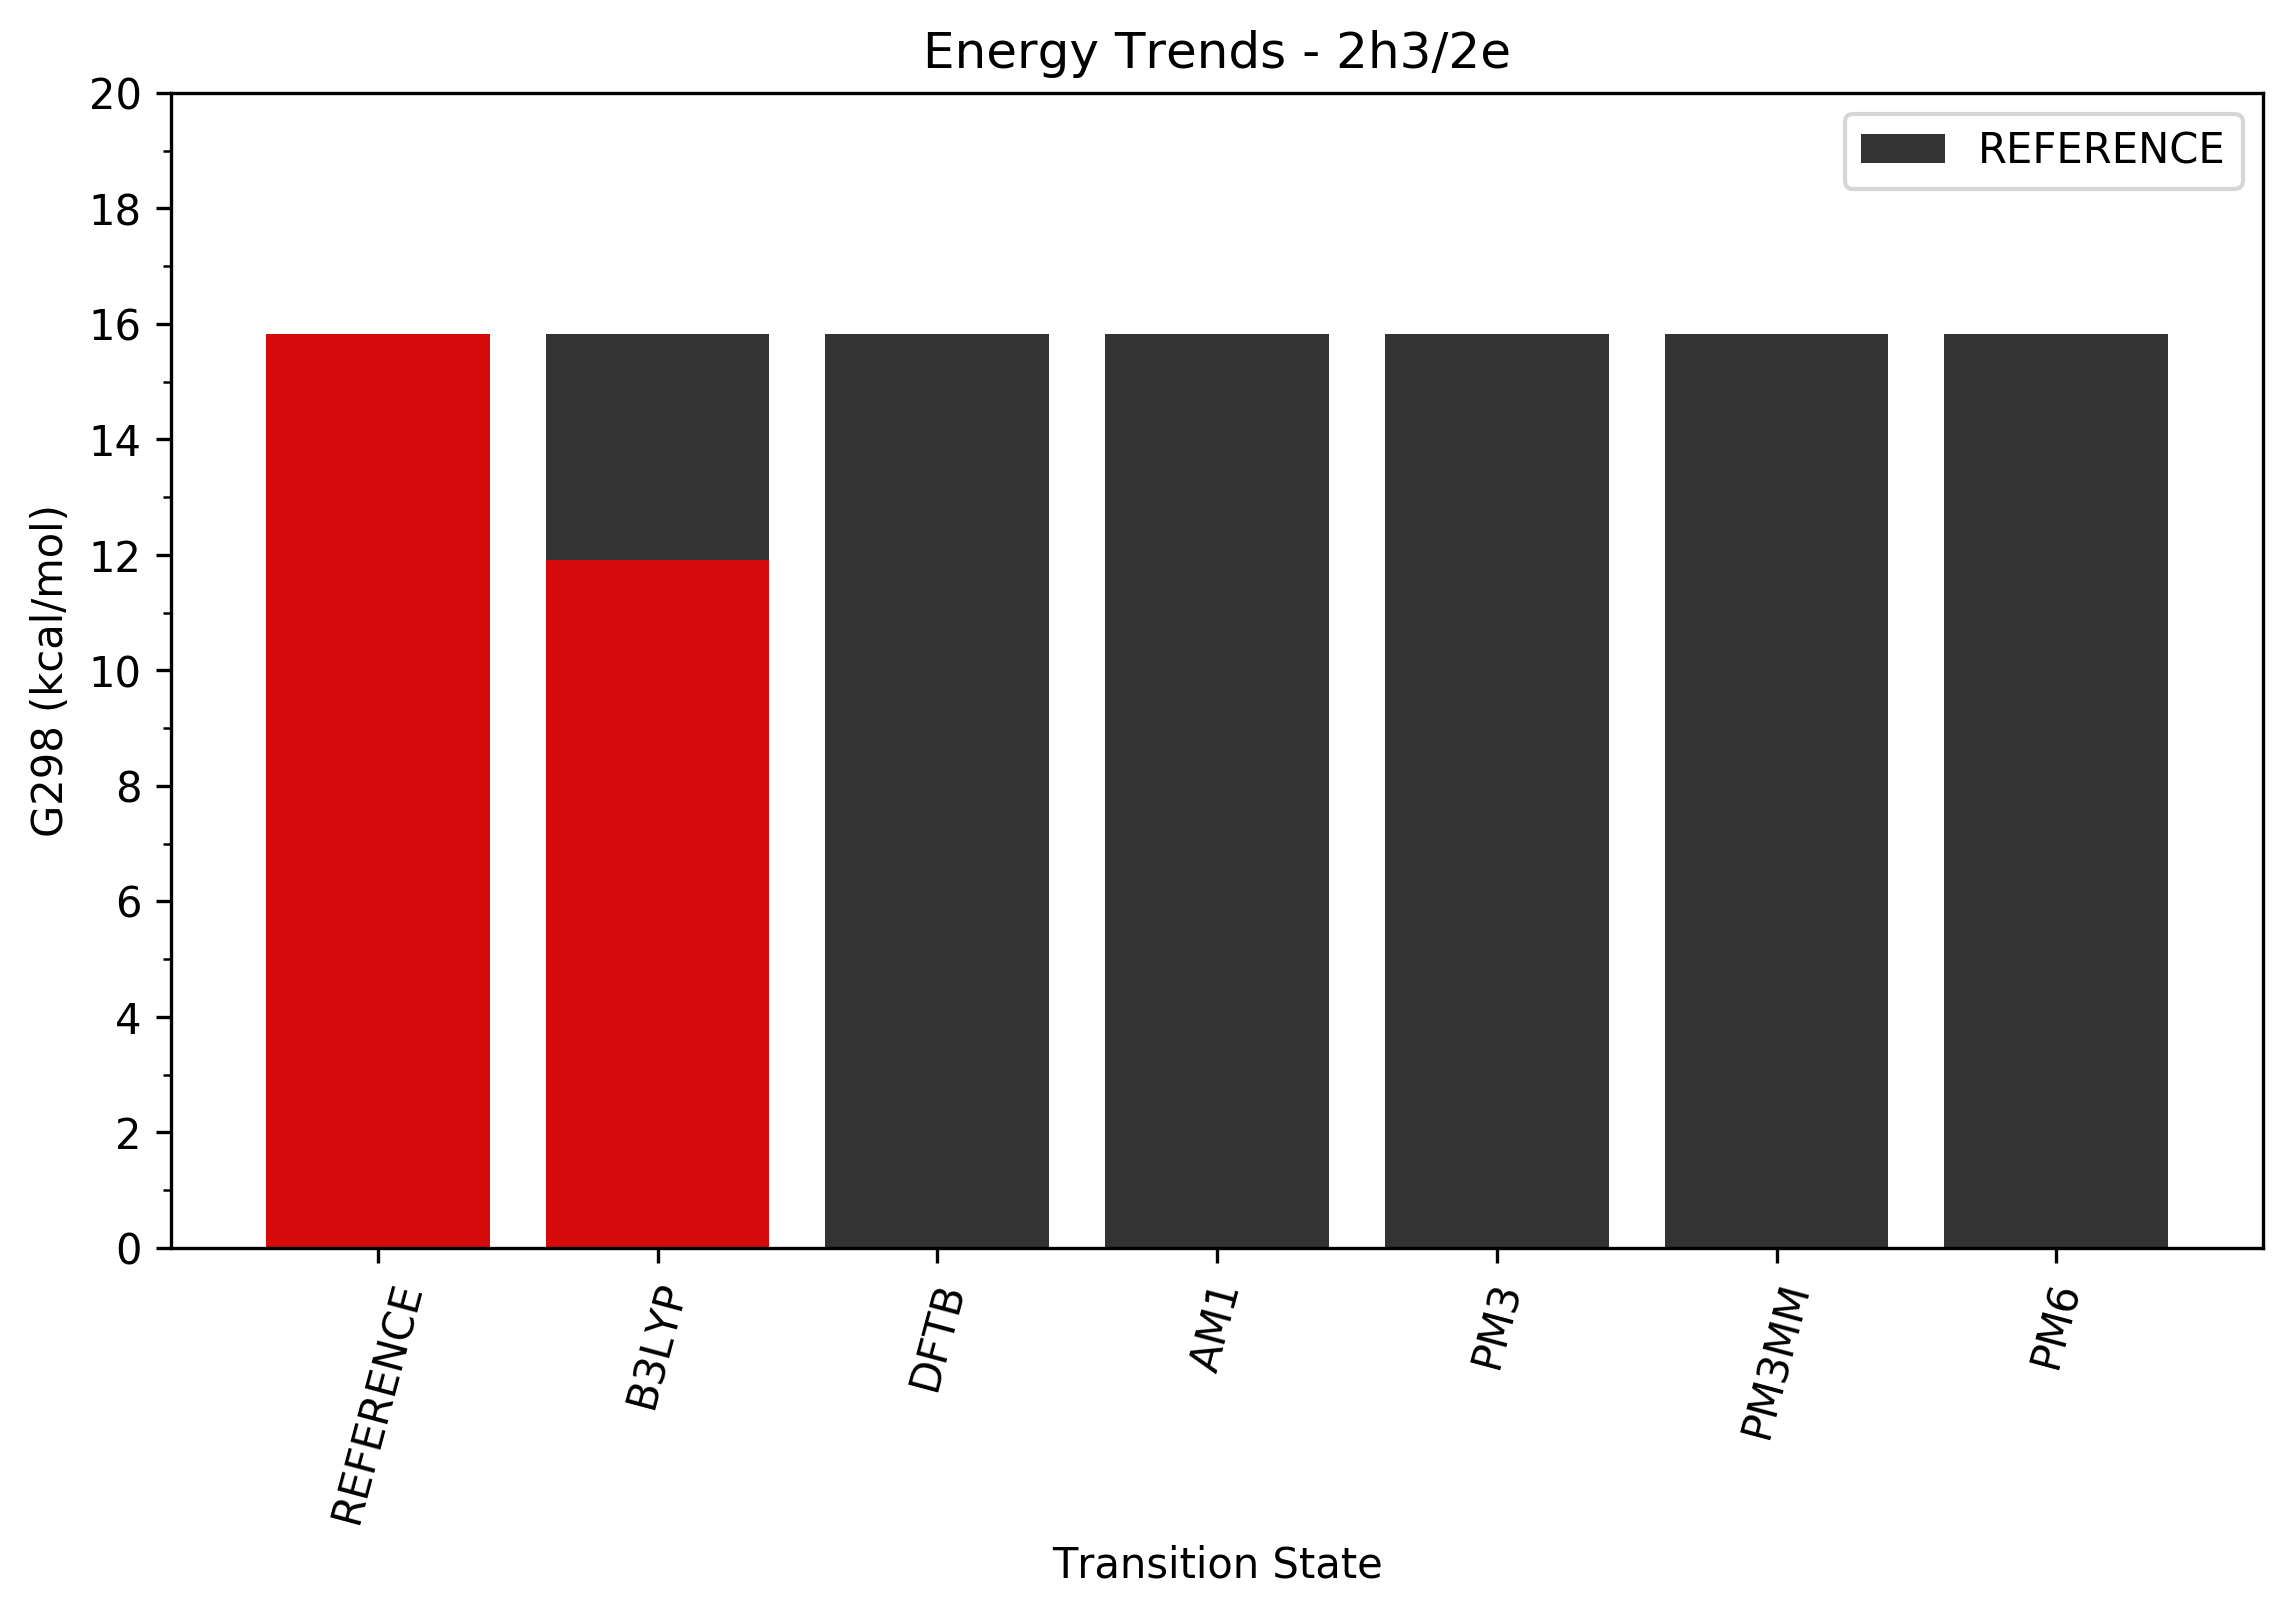 Energy Trends - 2h3/2e
REFERENCE
G298 (kcal/mol)
20
18
16
14
12
10
8
6
4
2
0
REFERENCE
B3LYP
DFTB
AM1
PM3
PM3MM
PM6
Transition State